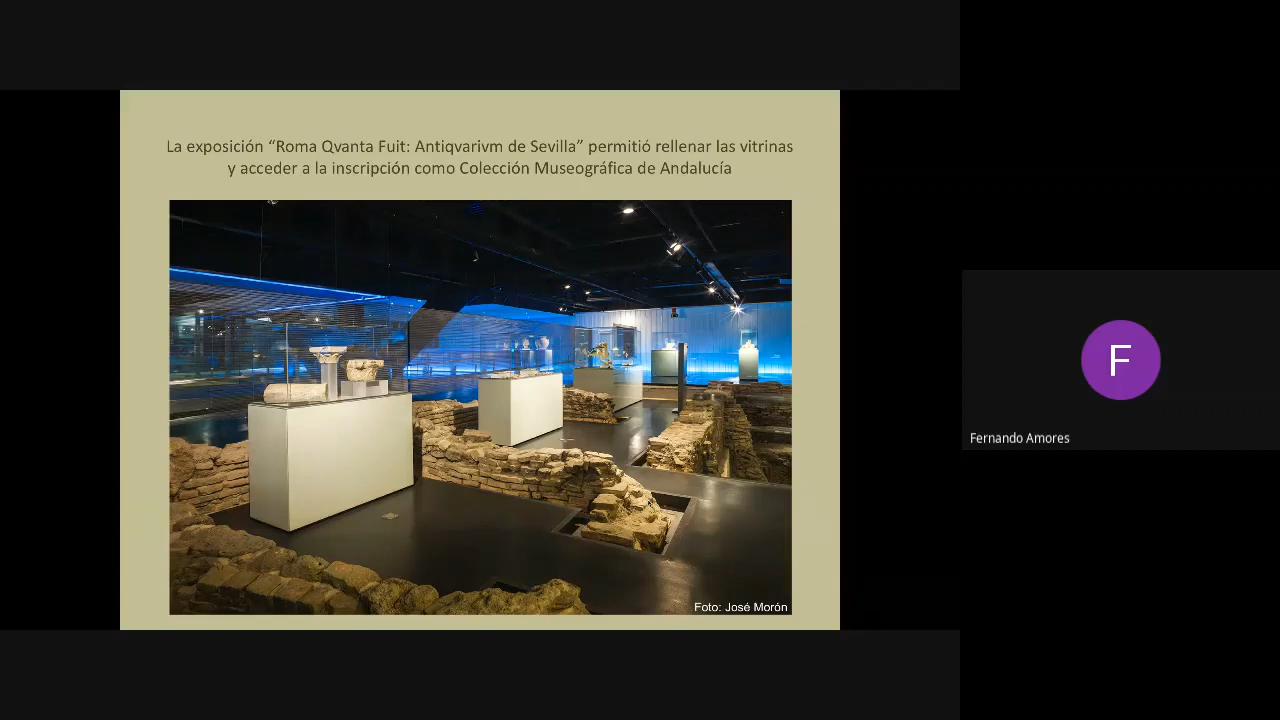 La exposición “Roma Qvanta Fuit: Antiqvarivm de Sevilla” permitió rellenar las vitrinas
y acceder a la inscripción como Colección Museográfica de Andalucía
Foto: José Morón
F
Fernando Amores